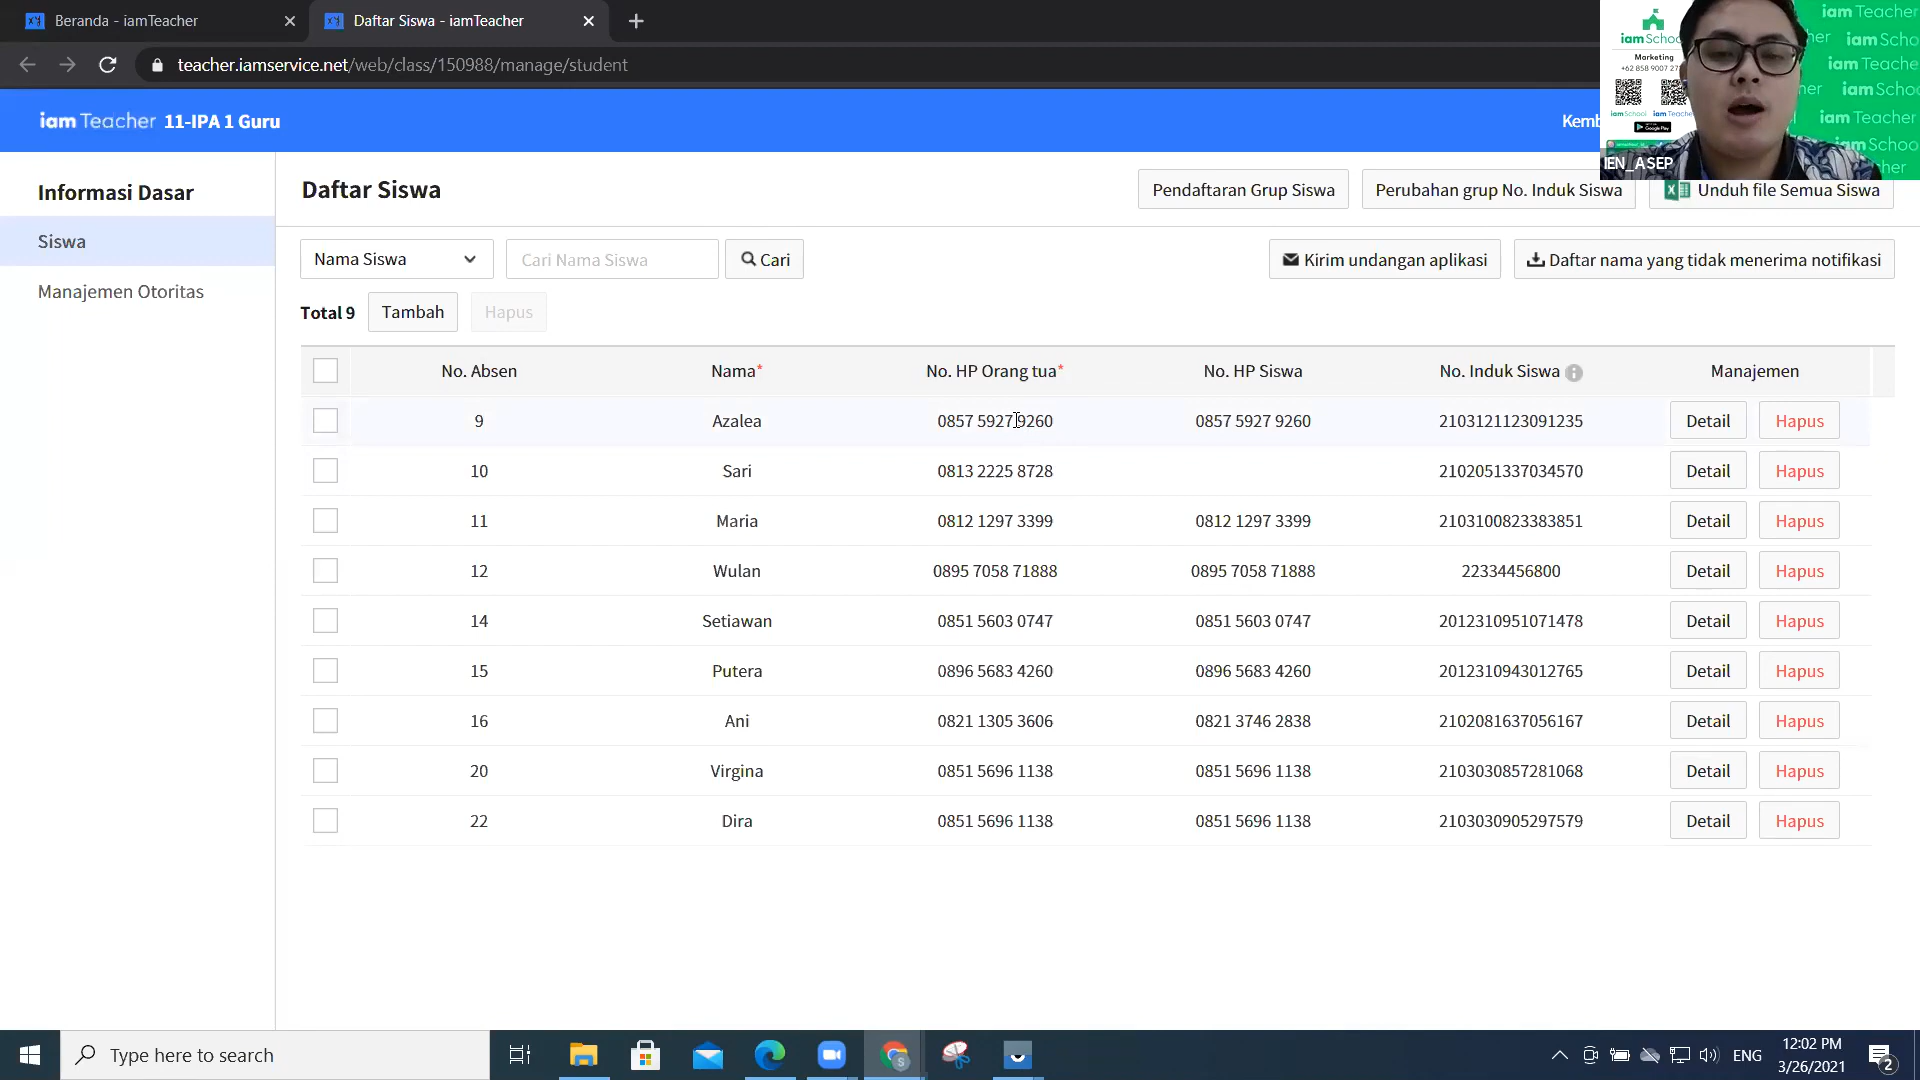 Beranda - iamTeacher
Daftar Siswa - iamTeacher
teacher.iamservice.net/web/class/150988/manage/student
iam Teacher 11-IPA 1 Guru
iamSchool
Marketing
IEN_ASEP
iam Teacher
iam Teacher
iam Teacher
Informasi Dasar
Siswa
Manajemen Otoritas
Daftar Siswa
Pendaftaran Grup Siswa
Perubahan grup No. Induk Siswa
Unduh file Semua Siswa
Nama Siswa
Cari Nama Siswa
Cari
Kirim undangan aplikasi
Daftar nama yang tidak menerima notifikasi
Total 9
Tambah
Hapus
No. Absen Nama* No. HP Orang tua* No. HP Siswa No. Induk Siswa Manajemen
9 Azalea 0857 5927 9260 0857 5927 9260 2103121123091235 Detail Hapus
10 Sari 0813 2225 8728 2102051337034570 Detail Hapus
11 Maria 0812 1297 3399 0812 1297 3399 2103100823383851 Detail Hapus
12 Wulan 0895 7058 71888 0895 7058 71888 22334456800 Detail Hapus
14 Setiawan 0851 5603 0747 0851 5603 0747 2012310951071478 Detail Hapus
15 Putera 0896 5683 4260 0896 5683 4260 2012310943012765 Detail Hapus
16 Ani 0821 1305 3606 0821 3746 2838 2102081637056167 Detail Hapus
20 Virgina 0851 5696 1138 0851 5696 1138 2103030857281068 Detail Hapus
22 Dira 0851 5696 1138 0851 5696 1138 2103030905297579 Detail Hapus
Type here to search
ENG
12:02 PM
3/26/2021
2